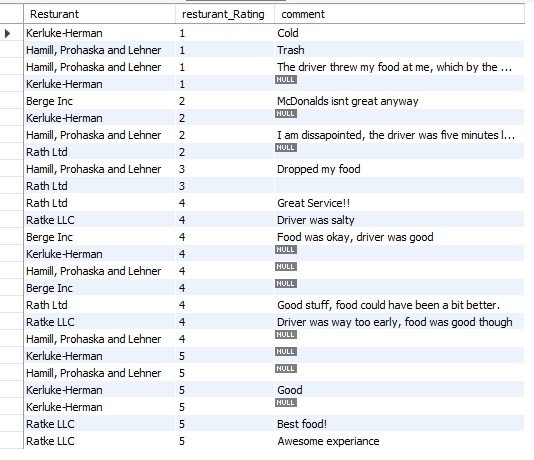 Resturant resturant_Rating comment
Kerluke-Herman 1 Cold
Hamill, Prohaska and Lehner 1 Trash
Hamill, Prohaska and Lehner 1 The driver threw my food at me, which by the ...
Kerluke-Herman 1 NULL
Berge Inc 2 McDonalds isnt great anyway
Kerluke-Herman 2 NULL
Hamill, Prohaska and Lehner 2 I am dissapointed, the driver was five minutes l...
Rath Ltd 2 NULL
Hamill, Prohaska and Lehner 3 Dropped my food
Rath Ltd 3
Rath Ltd 4 Great Service!!
Ratke LLC 4 Driver was salty
Berge Inc 4 Food was okay, driver was good
Kerluke-Herman 4 NULL
Hamill, Prohaska and Lehner 4 NULL
Berge Inc 4 NULL
Rath Ltd 4 Good stuff, food could have been a bit better.
Ratke LLC 4 Driver was way too early, food was good though
Hamill, Prohaska and Lehner 4 NULL
Kerluke-Herman 5 NULL
Hamill, Prohaska and Lehner 5 NULL
Kerluke-Herman 5 Good
Kerluke-Herman 5 NULL
Ratke LLC 5 Best food!
Ratke LLC 5 Awesome experiance